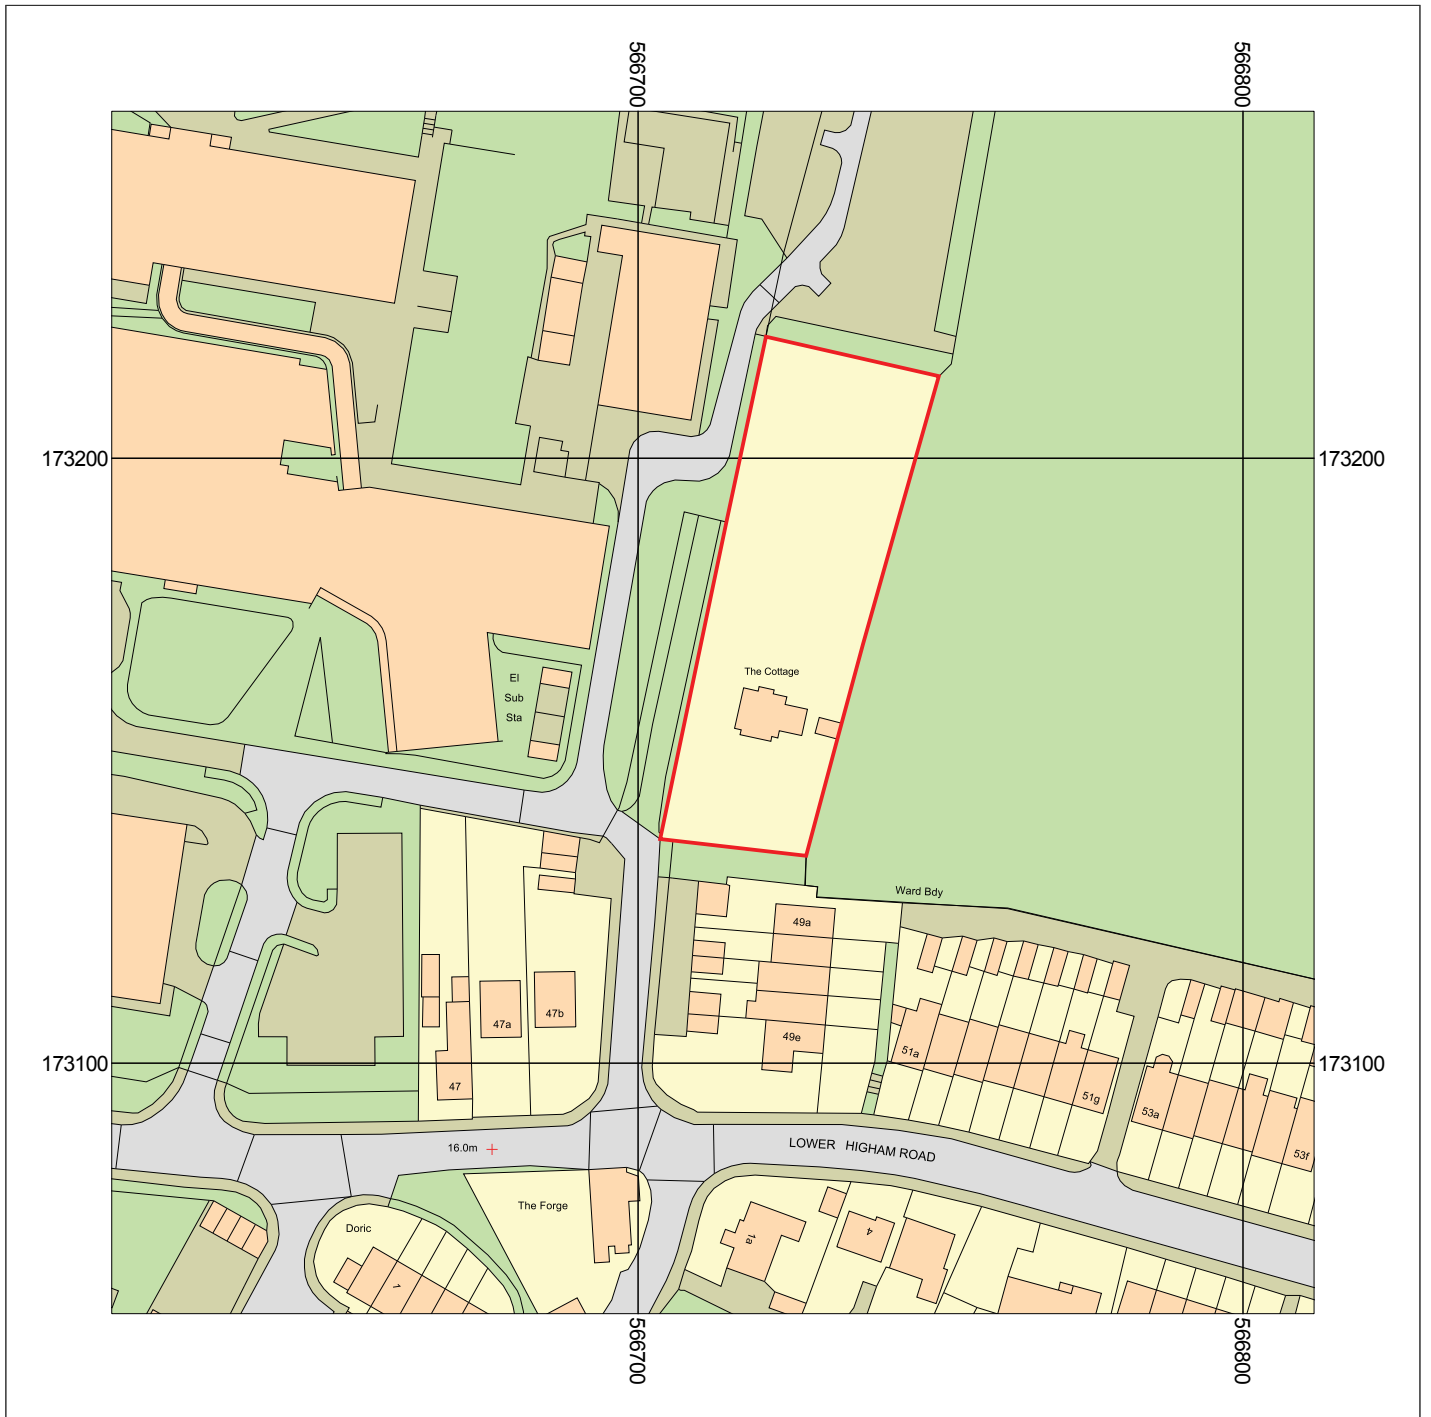 566700
566800
173200
173200
The Cottage
El
Sub
Sta
Ward Bdy
49a
47b
47a
49e
51a
173100
173100
47
51g
53a
16.0m
LOWER HIGHAM ROAD
53f
The Forge
Doric
1a
4
1
566700
566800